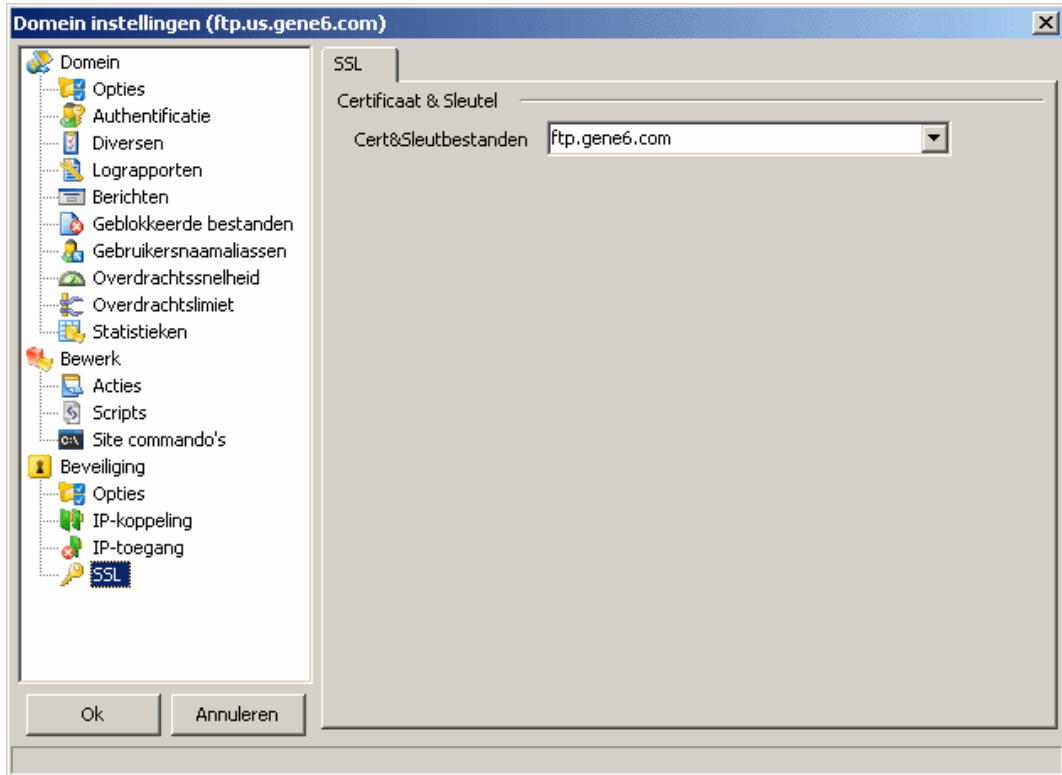 Domein instellingen (ftp.us.gene6.com)
Domein
Opties
Authentificatie
Diversen
Lograpporten
Berichten
Geblokkeerde bestanden
Gebruikersnaamaliassen
Overdrachtssnelheid
Overdrachtslimiet
Statistieken
Bewerk
Acties
Scripts
Site commando's
Beveiliging
Opties
IP-koppeling
IP-toegang
SSL
Ok
Annuleren
SSL
Certificaat & Sleutel
Cert&Sleutbestanden
ftp.gene6.com